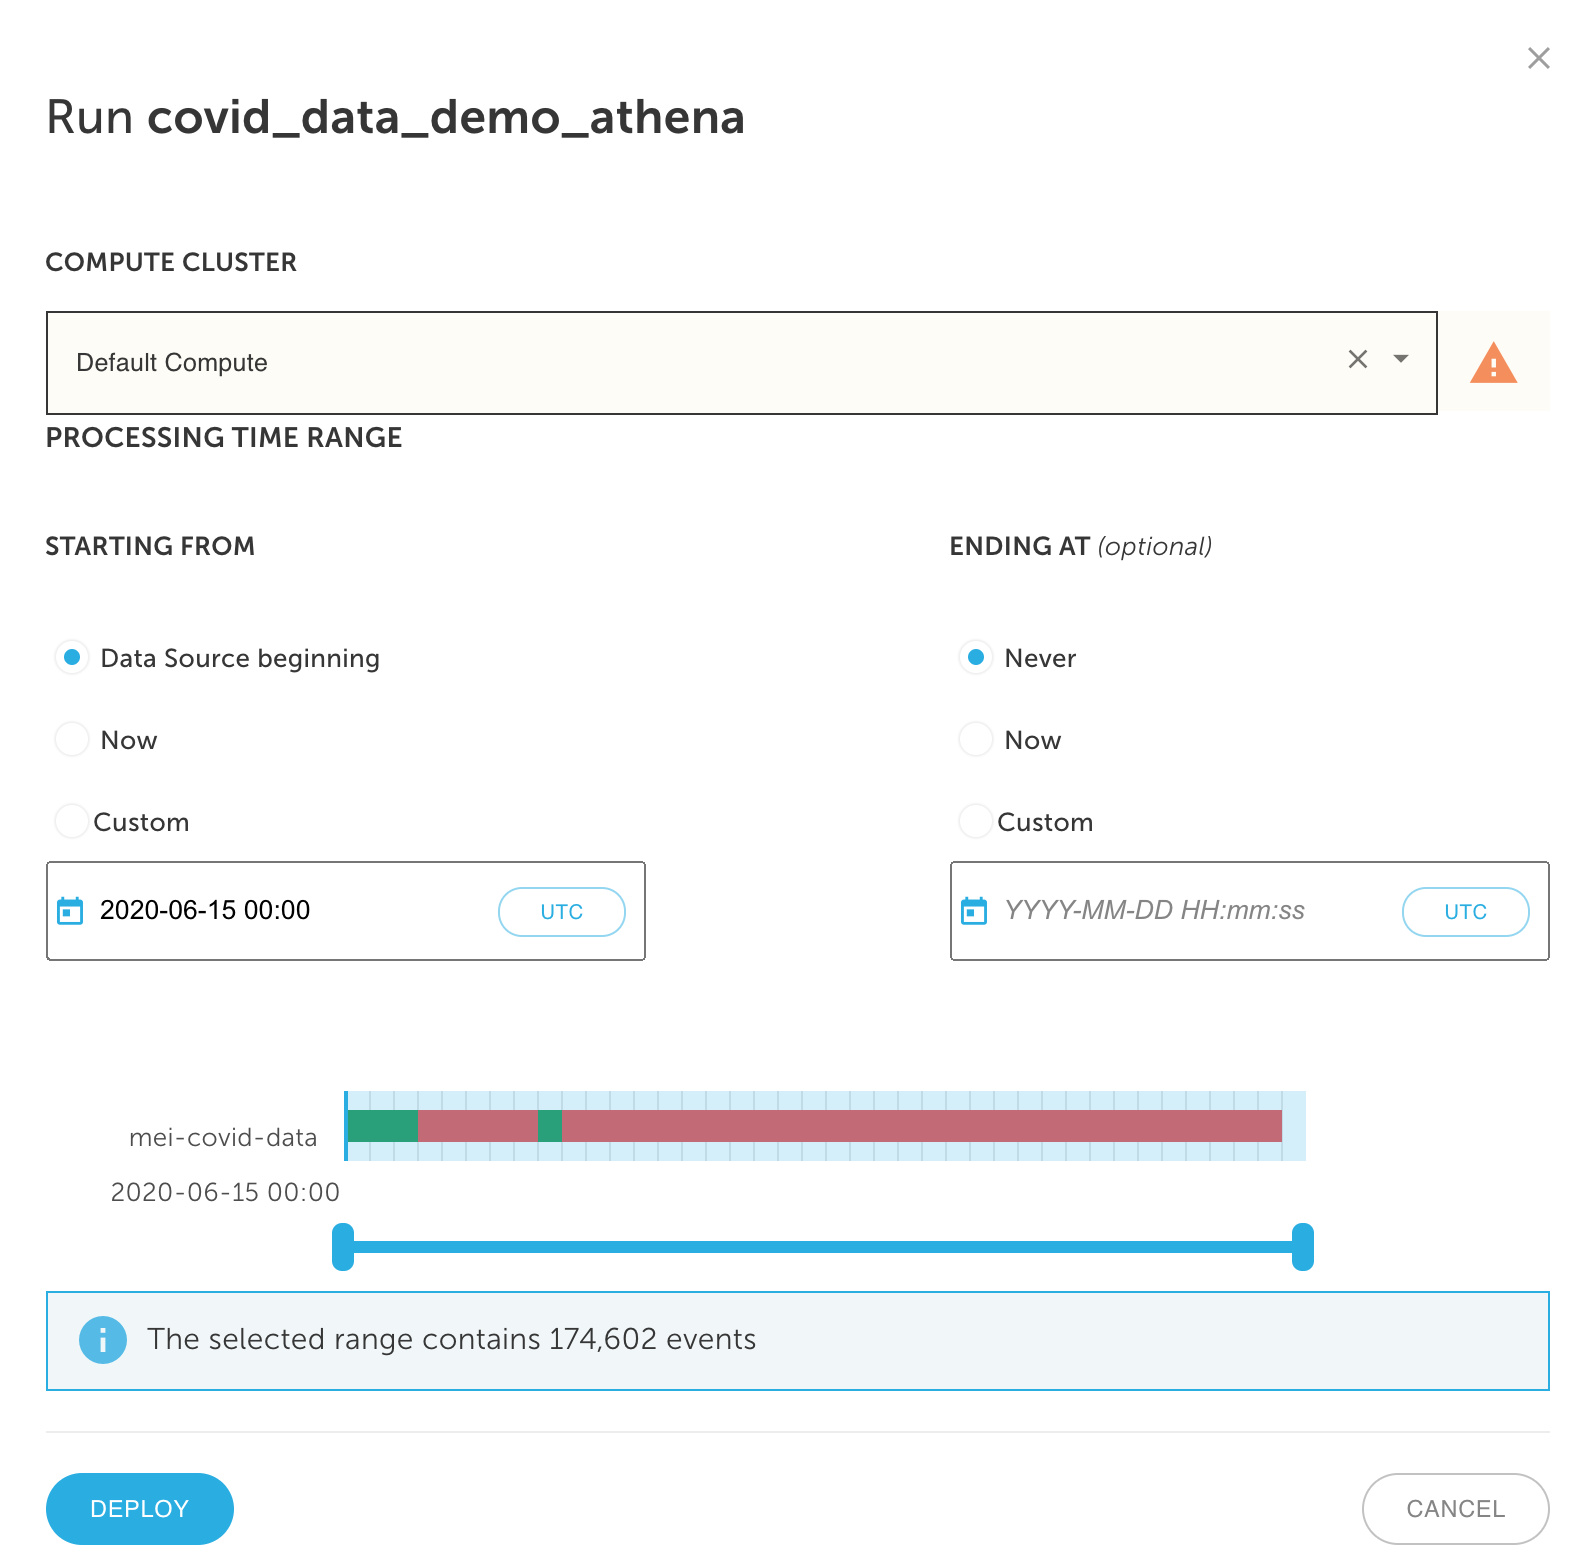 Run covid_data_demo_athena
COMPUTE CLUSTER
Default Compute
PROCESSING TIME RANGE
STARTING FROM
Data Source beginning
Now
Custom
2020-06-15 00:00 UTC
ENDING AT (optional)
Never
Now
Custom
YYYY-MM-DD HH:mm:ss UTC
mei-covid-data
2020-06-15 00:00
The selected range contains 174,602 events
DEPLOY
CANCEL